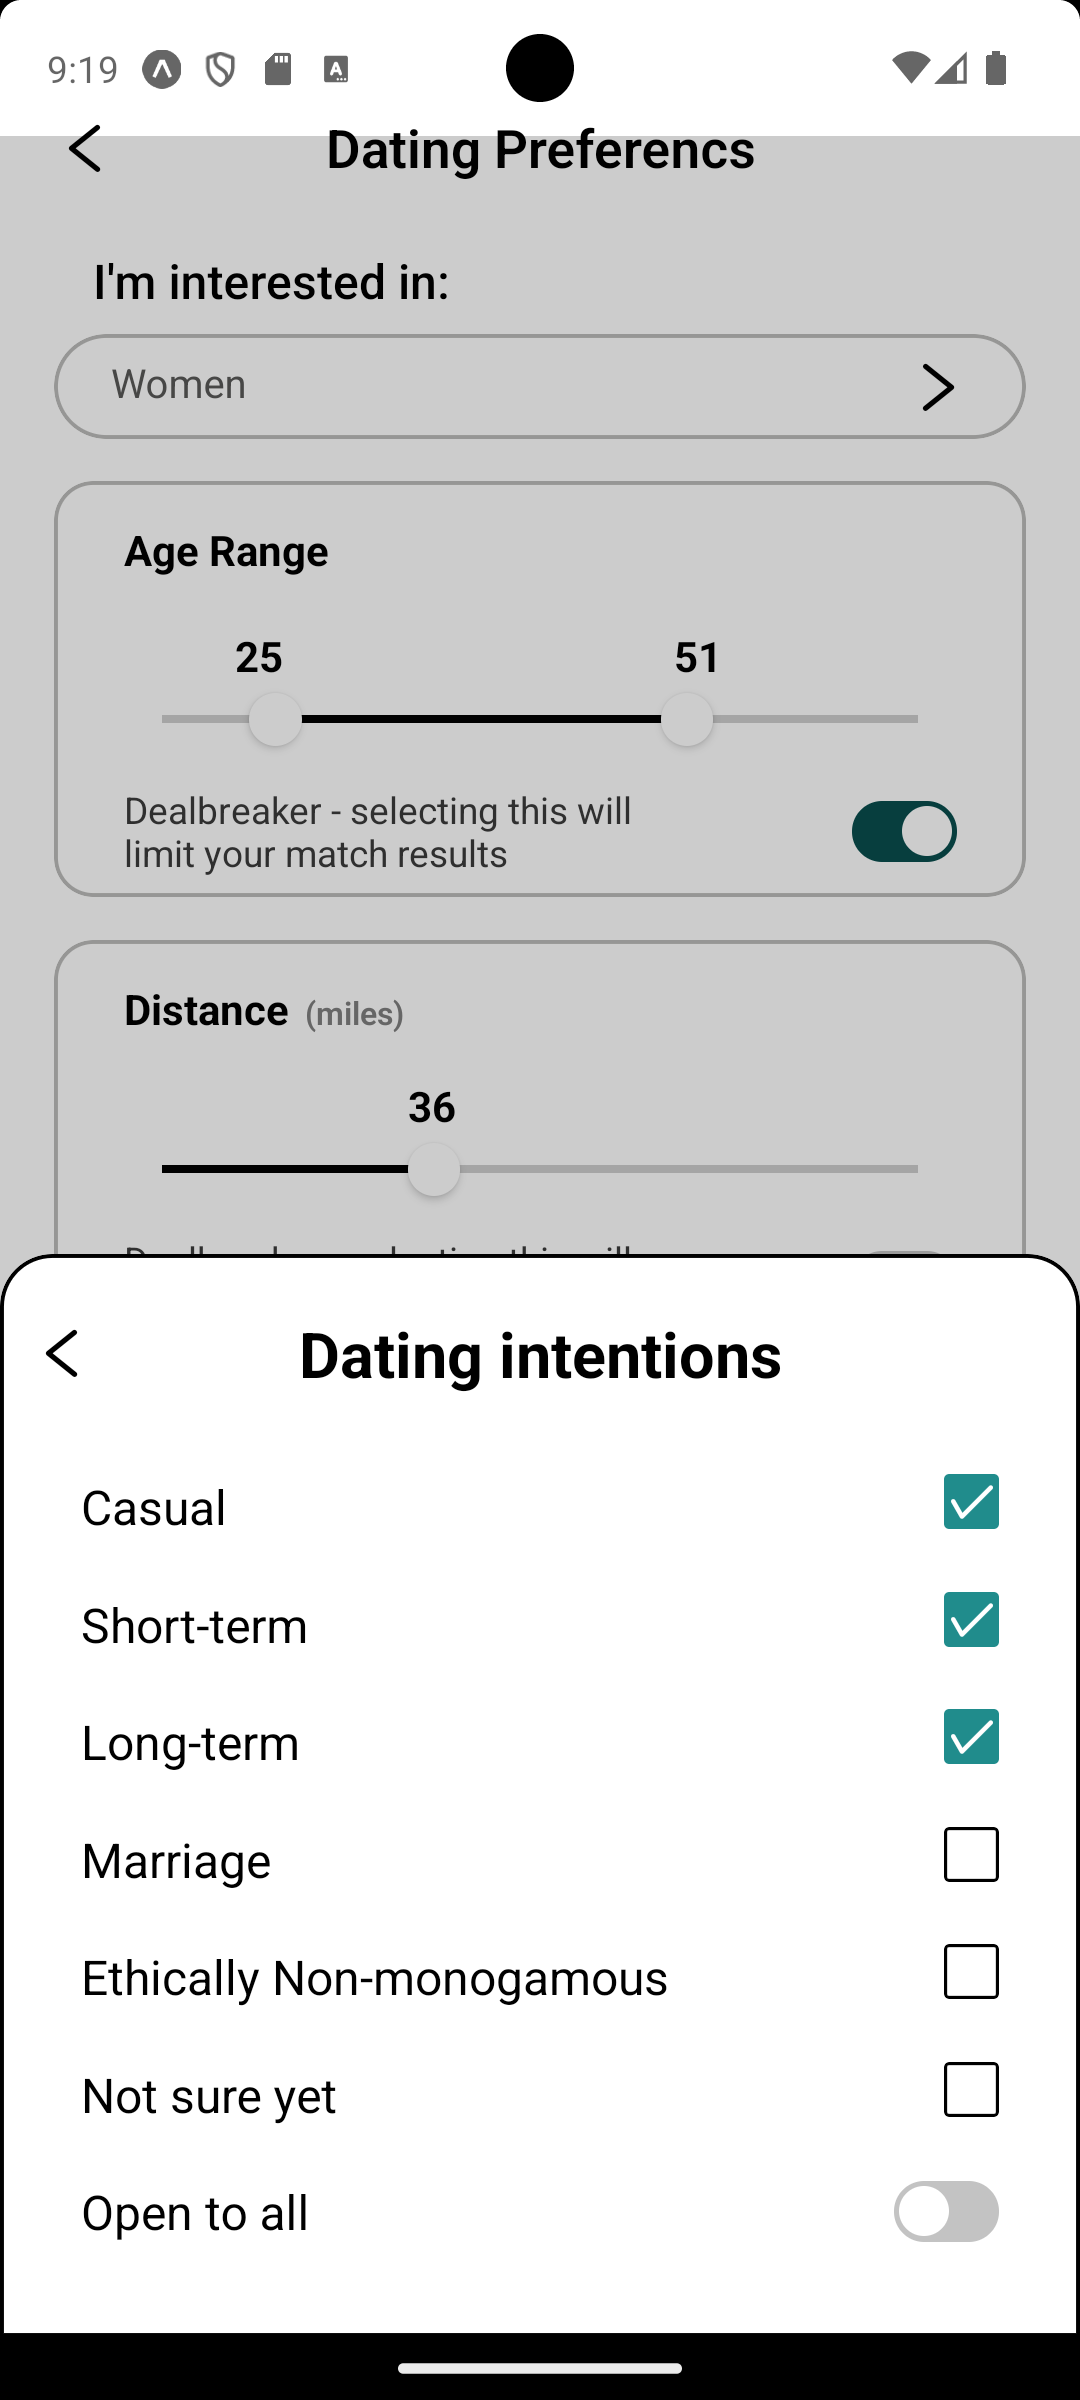 9:19
Dating Preferencs
I'm interested in:
Women
Age Range
25 51
Dealbreaker - selecting this will
limit your match results
Distance (miles)
36
Dating intentions
Casual
Short-term
Long-term
Marriage
Ethically Non-monogamous
Not sure yet
Open to all